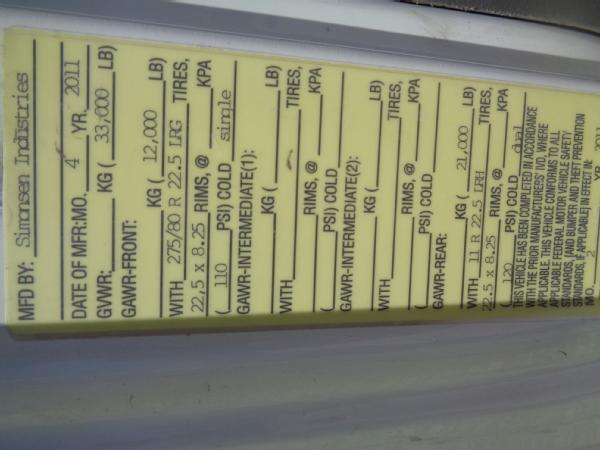 MFD BY: Simonsen Industries
DATE OF MFR:MO. 4 YR. 2011
GVWR: KG ( 33,000 LB)
GAWR-FRONT:
KG ( 12,000 LB)
WITH 275/80 R 22.5 LRG TIRES,
22,5 x 8.25 RIMS, @ KPA
( 110 PSI) COLD single
GAWR-INTERMEDIATE(1):
KG ( LB)
WITH TIRES,
RIMS, @ KPA
( PSI) COLD
GAWR-INTERMEDIATE(2):
KG ( LB)
WITH TIRES,
RIMS, @ KPA
( PSI) COLD
GAWR-REAR:
KG ( 21,000 LB)
WITH 11 R 22.5 LRH TIRES,
22.5 x 8.25 RIMS, @ KPA
( 120 PSI) COLD dual
THIS VEHICLE HAS BEEN COMPLETED IN ACCORDANCE
WITH THE PRIOR MANUFACTURERS' IVD, WHERE
APPLICABLE. THIS VEHICLE CONFORMS TO ALL
APPLICABLE FEDERAL MOTOR VEHICLE SAFETY
STANDARDS, [AND BUMPER AND THEFT PREVENTION
STANDARDS, IF APPLICABLE] IN EFFECT IN:
MO. 2 YR. 2011